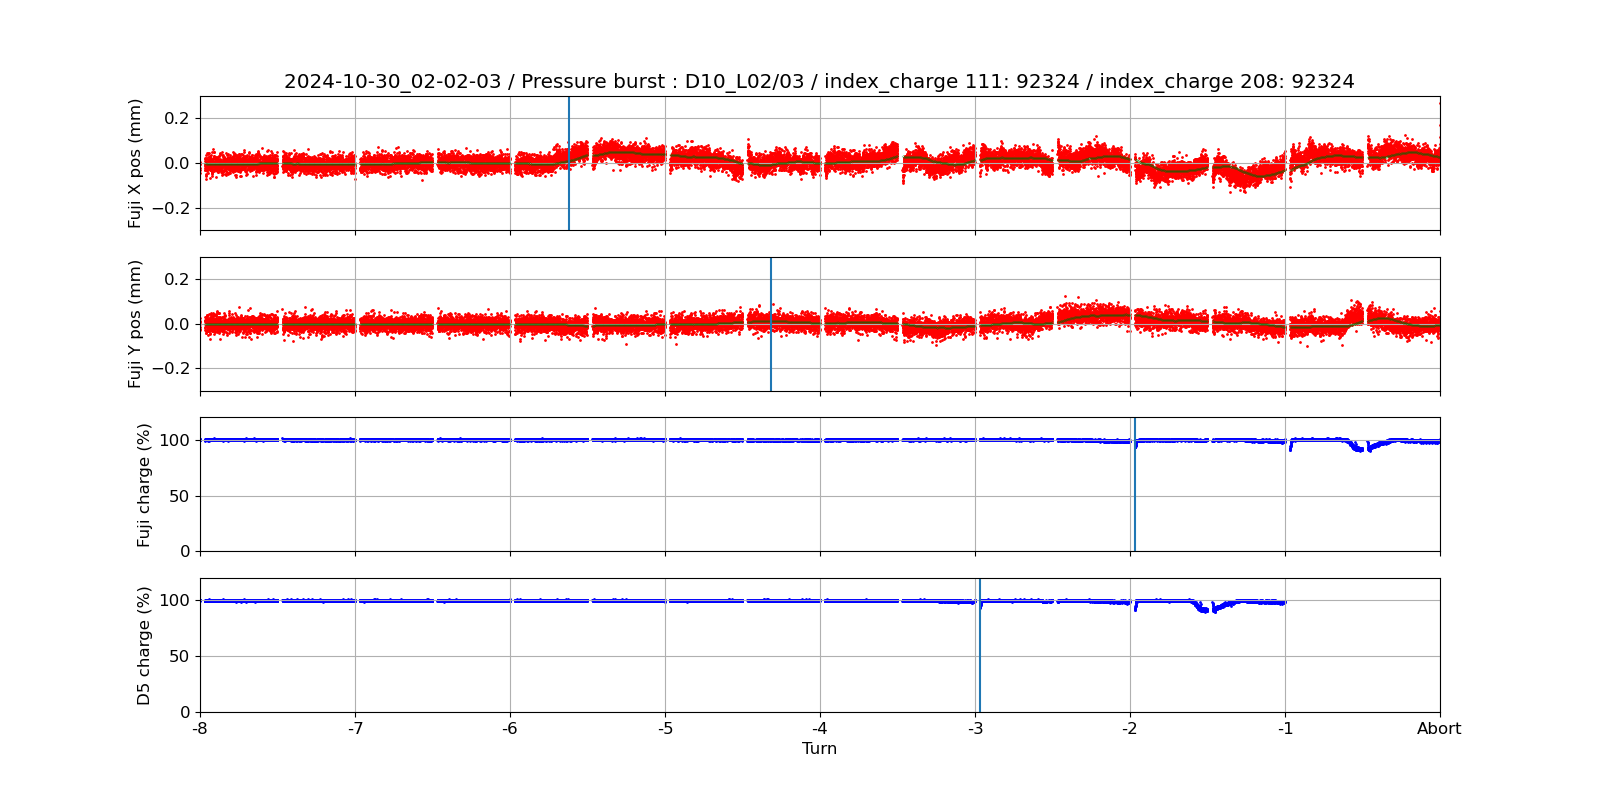 2024-10-30_02-02-03 / Pressure burst : D10_L02/03 / index_charge 111: 92324 / index_charge 208: 92324
Fuji X pos (mm)
0.2
0.0
−0.2
Fuji Y pos (mm)
0.2
0.0
−0.2
Fuji charge (%)
100
50
0
D5 charge (%)
100
50
0
-8 -7 -6 -5 -4 -3 -2 -1 Abort
Turn